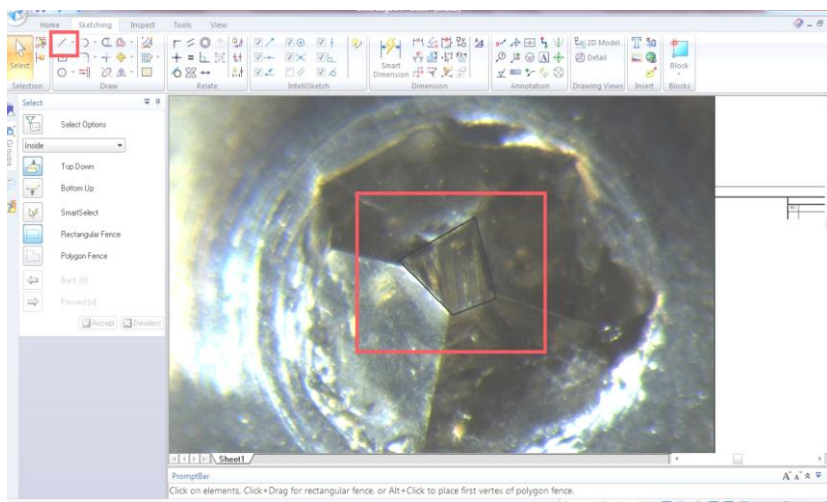 Home Sketching Inspect Tools View
Select
Smart
Dimension
2D Model
Detail
Block
Selection Draw Relate IntelliSketch Dimension Annotation Drawing Views Insert Blocks
Select
Groups
Select Options
Inside
Top Down
Bottom Up
SmartSelect
Rectangular Fence
Polygon Fence
Back [b]
Forward [n]
Accept Deselect
Sheet1
PromptBar
Click on elements, Click+Drag for rectangular fence, or Alt+Click to place first vertex of polygon fence.